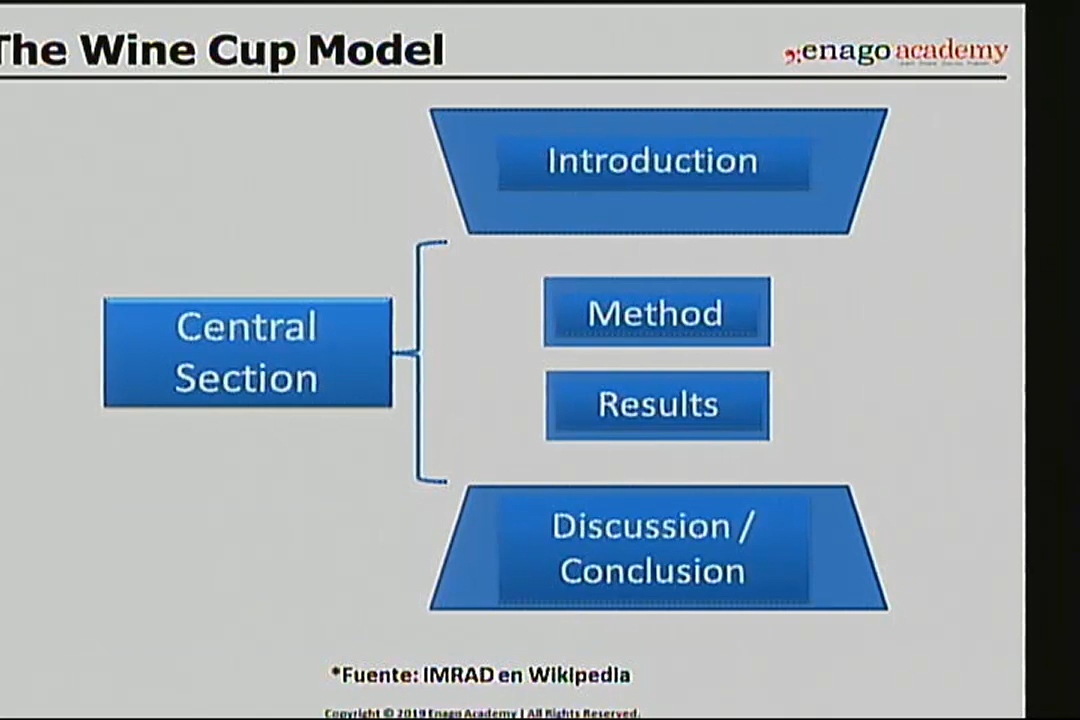 The Wine Cup Model
enago academy
Introduction
Method
Central
Section
Results
Discussion /
Conclusion
*Fuente: IMRAD en Wikipedia
Copyright © 2019 Enago Academy | All Rights Reserved.